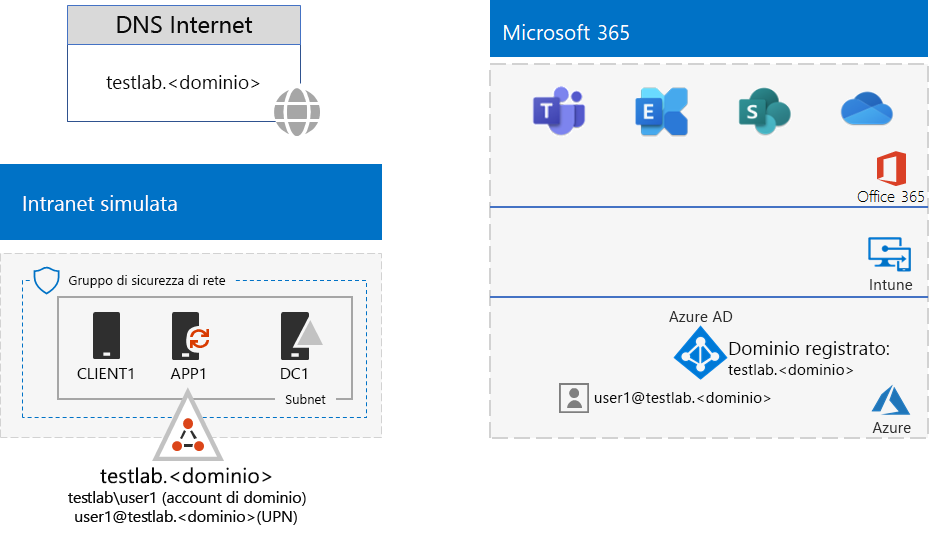 DNS Internet
testlab.<dominio>
Intranet simulata
Gruppo di sicurezza di rete
CLIENT1
APP1
DC1
Subnet
testlab.<dominio>
testlab\user1 (account di dominio)
user1@testlab.<dominio>(UPN)
Microsoft 365
T
E
S
Office 365
Intune
Azure AD
Dominio registrato:
testlab.<dominio>
user1@testlab.<dominio>
Azure